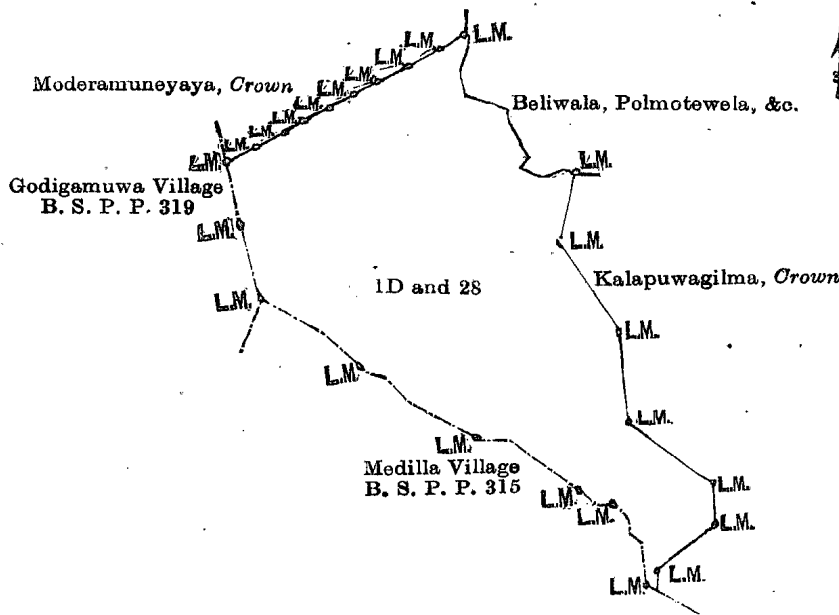 L.M.
L.M.
L.M
L.M.
Moderamuneyaya, Crown
L.M.
L.M.
L.M.
Beliwala, Polmotewela, &c.
L.M.
L.M.
L.M.
L.M.
Godigamuwa Village
B. S. P. P. 319
L.M.
L.M.
1D and 28
Kalapuwagilma, Crown
L.M.
L.M.
L.M
L.M.
L.M.
Medilla Village
B. S. P. P. 315
L.M.
L.M
L.M.
L.M.
L.M.
L.M.